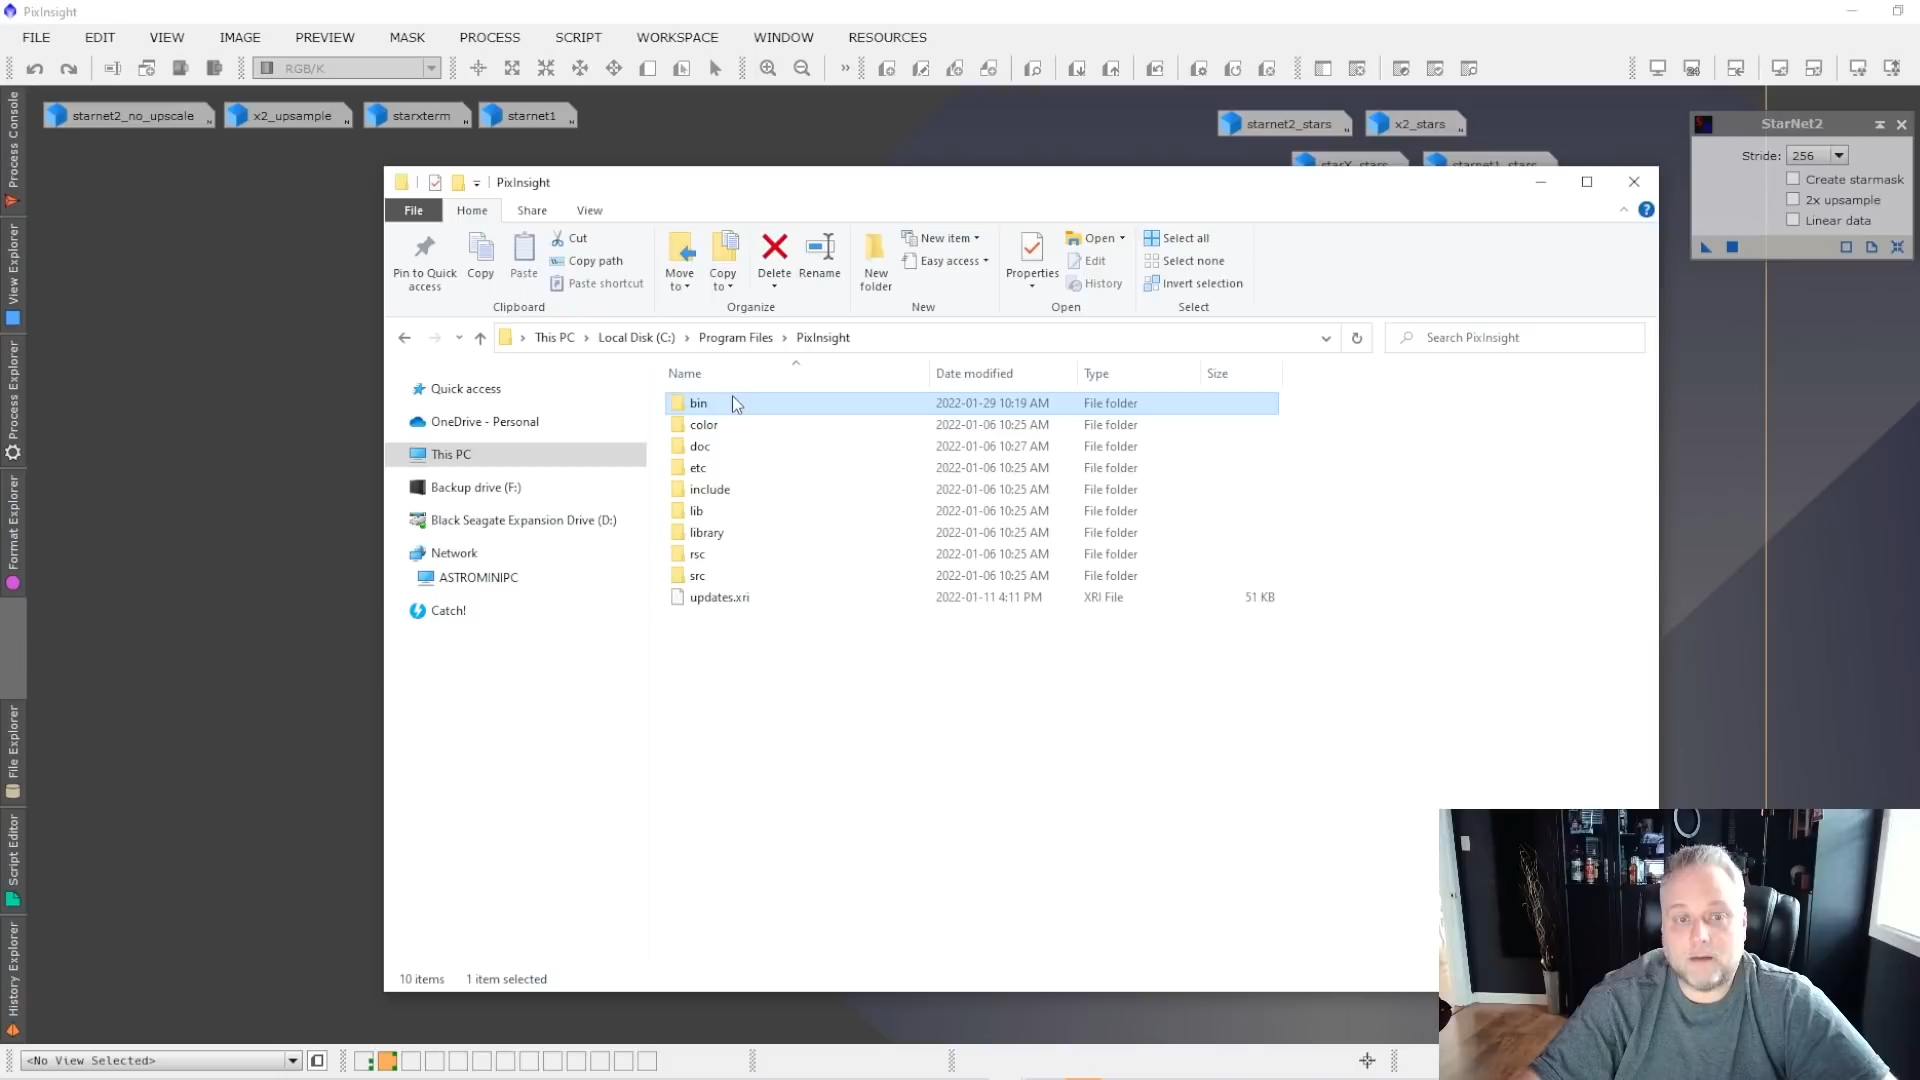 PixInsight
FILE EDIT VIEW IMAGE PREVIEW MASK PROCESS SCRIPT WORKSPACE WINDOW RESOURCES
RGB/K
starnet2_no_upscale x2_upsample starxterm starnet1
starnet2_stars x2_stars
starX_stars starnet1_stars
StarNet2
Stride: 256
Create starmask
2x upsample
Linear data
Process Console
View Explorer
Process Explorer
Format Explorer
File Explorer
Script Editor
History Explorer
PixInsight
File Home Share View
Pin to Quick access
Copy
Paste
Cut
Copy path
Paste shortcut
Clipboard
Move to
Copy to
Delete
Rename
Organize
New folder
New item
Easy access
New
Properties
Open
Edit
History
Open
Select all
Select none
Invert selection
Select
This PC > Local Disk (C:) > Program Files > PixInsight
Search PixInsight
Quick access
OneDrive - Personal
This PC
Backup drive (F:)
Black Seagate Expansion Drive (D:)
Network
ASTROMINIPC
Catch!
Name Date modified Type Size
bin 2022-01-29 10:19 AM File folder
color 2022-01-06 10:25 AM File folder
doc 2022-01-06 10:27 AM File folder
etc 2022-01-06 10:25 AM File folder
include 2022-01-06 10:25 AM File folder
lib 2022-01-06 10:25 AM File folder
library 2022-01-06 10:25 AM File folder
rsc 2022-01-06 10:25 AM File folder
src 2022-01-06 10:25 AM File folder
updates.xri 2022-01-11 4:11 PM XRI File 51 KB
10 items 1 item selected
<No View Selected>